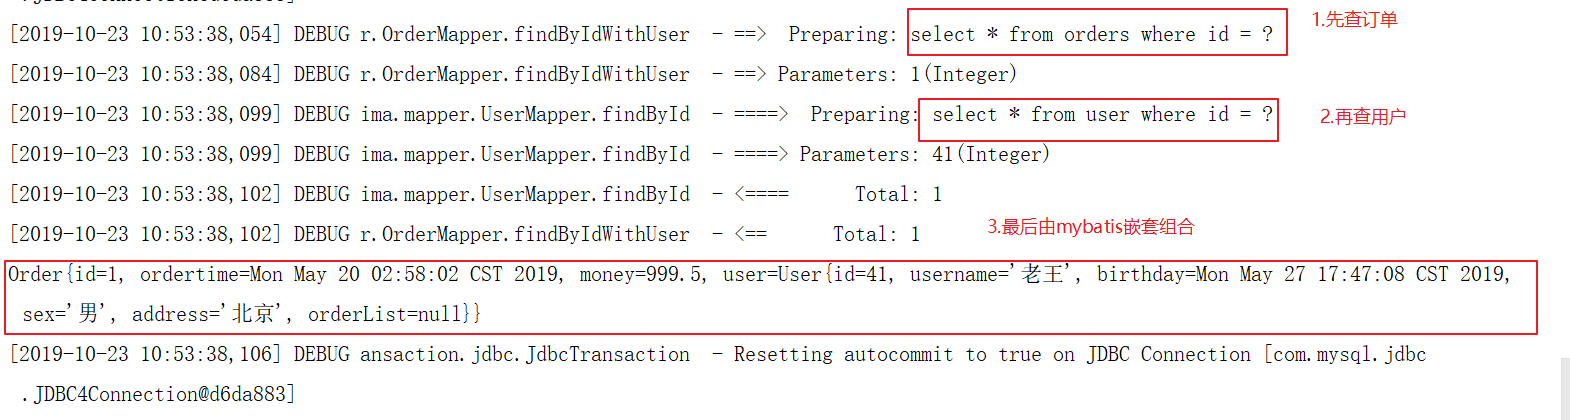 [2019-10-23 10:53:38,054] DEBUG r.OrderMapper.findByIdWithUser - ==> Preparing: select * from orders where id = ? 1.先查订单
[2019-10-23 10:53:38,084] DEBUG r.OrderMapper.findByIdWithUser - ==> Parameters: 1(Integer)
[2019-10-23 10:53:38,099] DEBUG ima.mapper.UserMapper.findById - ====> Preparing: select * from user where id = ? 2.再查用户
[2019-10-23 10:53:38,099] DEBUG ima.mapper.UserMapper.findById - ====> Parameters: 41(Integer)
[2019-10-23 10:53:38,102] DEBUG ima.mapper.UserMapper.findById - <==== Total: 1
[2019-10-23 10:53:38,102] DEBUG r.OrderMapper.findByIdWithUser - <== Total: 1 3.最后由mybatis嵌套组合
Order{id=1, ordertime=Mon May 20 02:58:02 CST 2019, money=999.5, user=User{id=41, username='老王', birthday=Mon May 27 17:47:08 CST 2019,
sex='男', address='北京', orderList=null}}
[2019-10-23 10:53:38,106] DEBUG ansaction.jdbc.JdbcTransaction - Resetting autocommit to true on JDBC Connection [com.mysql.jdbc
.JDBC4Connection@d6da883]